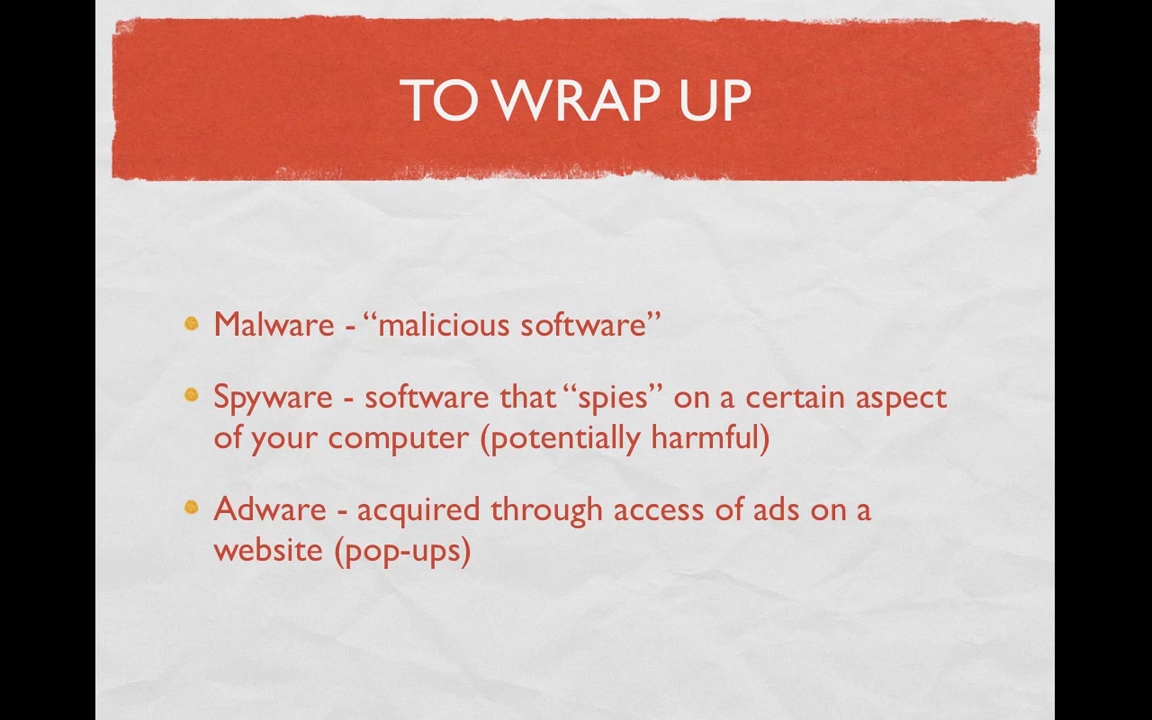 TO WRAP UP
Malware - “malicious software”
Spyware - software that “spies” on a certain aspect
of your computer (potentially harmful)
Adware - acquired through access of ads on a
website (pop-ups)